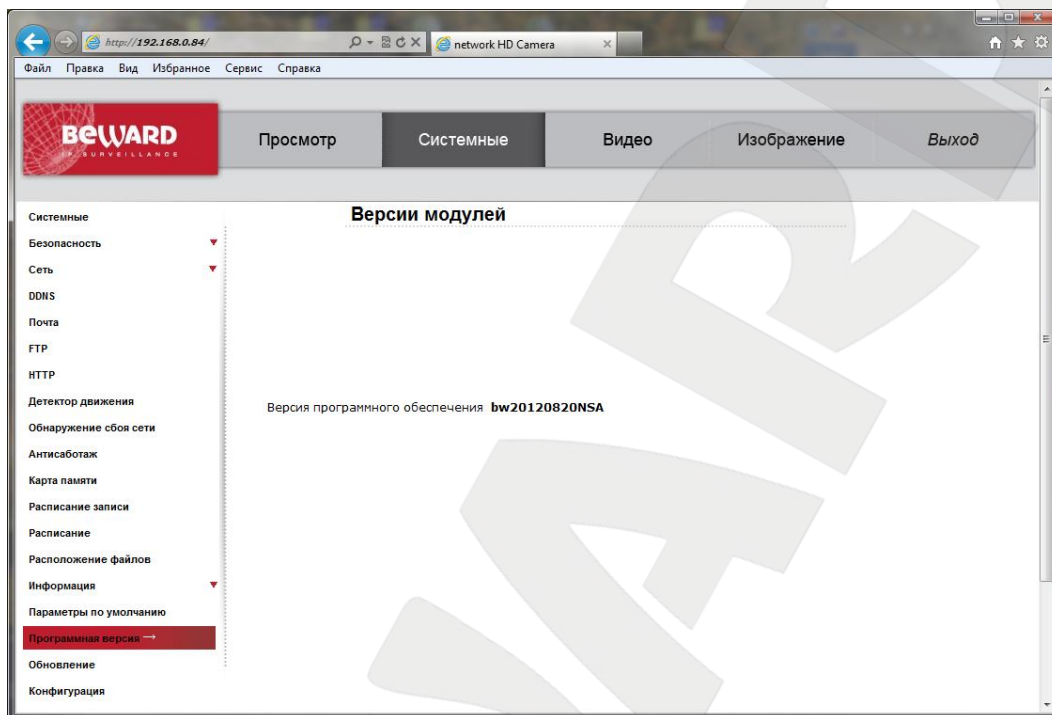 http://192.168.0.84/
network HD Camera
Файл Правка Вид Избранное Сервис Справка
BEWARD
IP SURVEILLANCE
Просмотр Системные Видео Изображение Выход
Версии модулей
Системные
Безопасность
Сеть
DDNS
Почта
FTP
HTTP
Детектор движения
Обнаружение сбоя сети
Антисаботаж
Карта памяти
Расписание записи
Расписание
Расположение файлов
Информация
Параметры по умолчанию
Программная версия →
Обновление
Конфигурация
Версия программного обеспечения bw20120820NSA